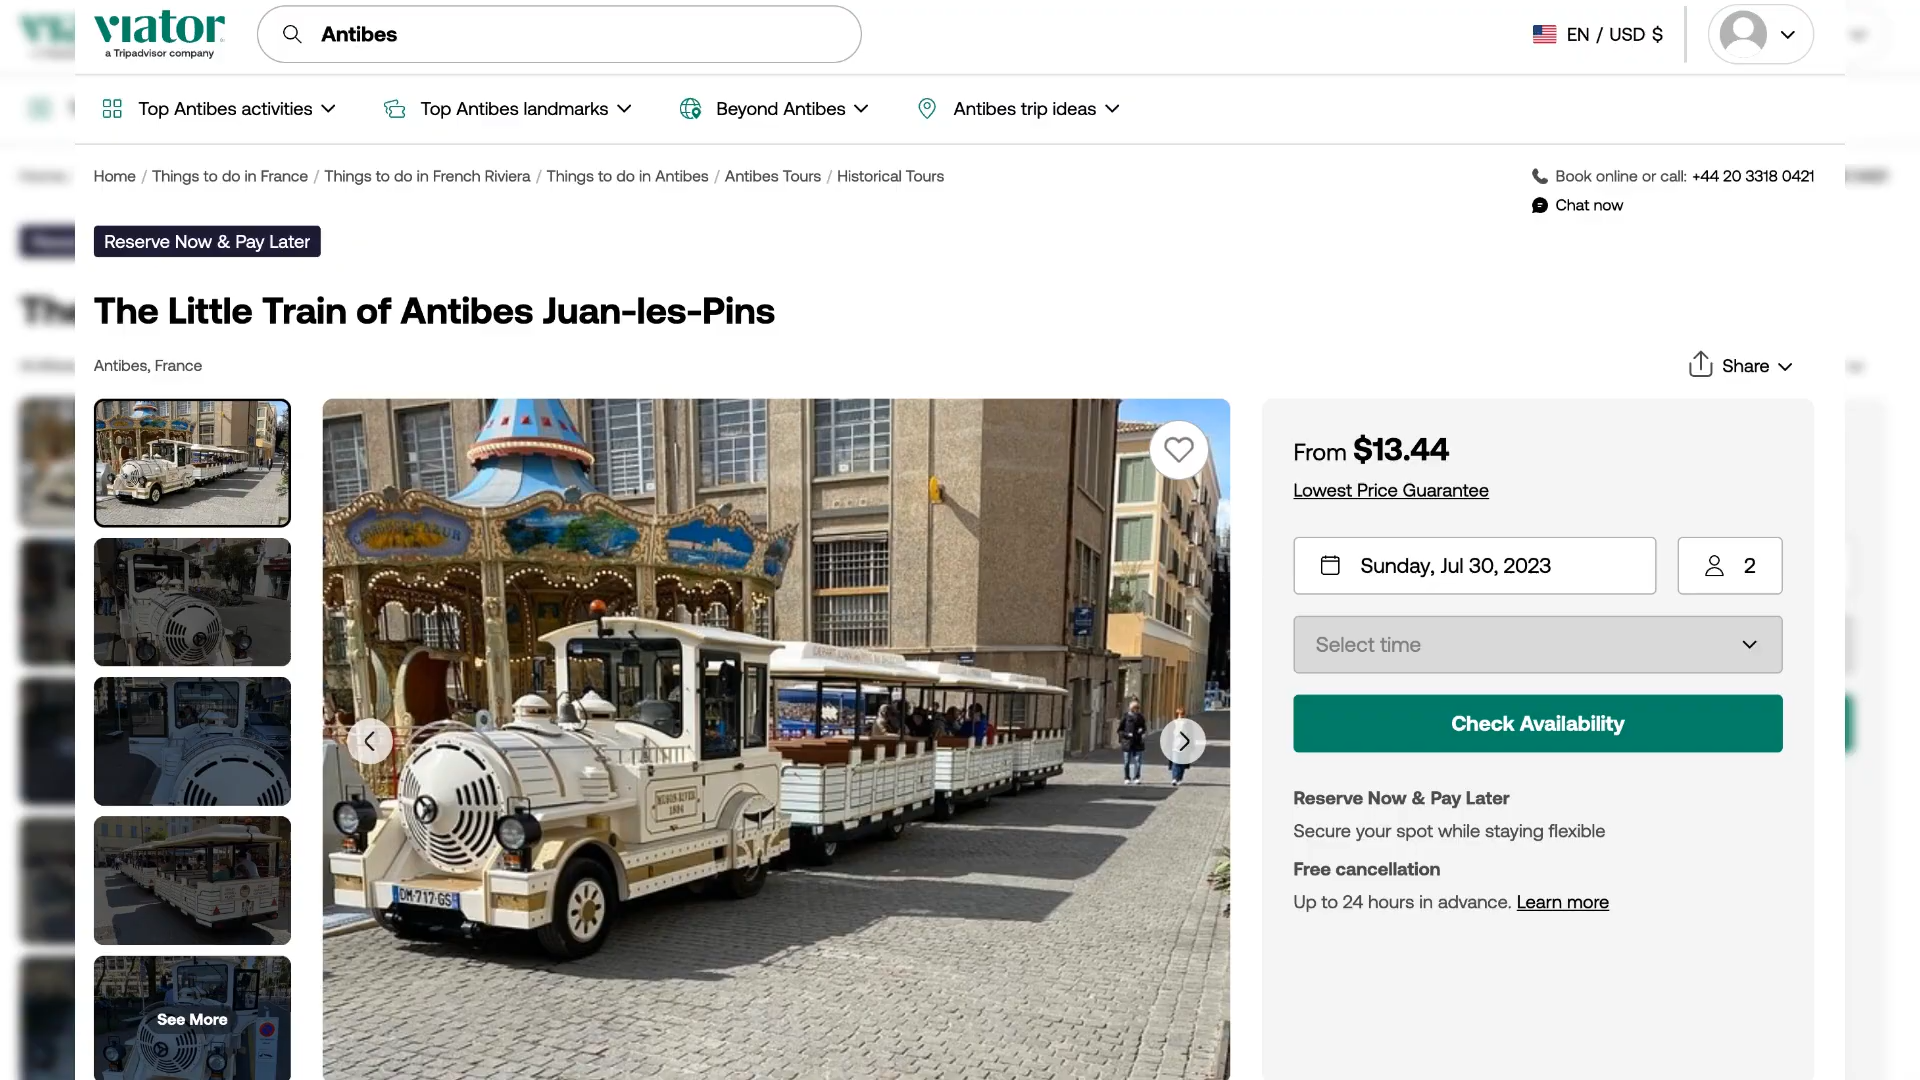 viator
a Tripadvisor company
Antibes
EN / USD $
Top Antibes activities
Top Antibes landmarks
Beyond Antibes
Antibes trip ideas
Home / Things to do in France / Things to do in French Riviera / Things to do in Antibes / Antibes Tours / Historical Tours
Book online or call: +44 20 3318 0421
Chat now
Reserve Now & Pay Later
The Little Train of Antibes Juan-les-Pins
Antibes, France
Share
See More
DM-717-GS
From $13.44
Lowest Price Guarantee
Sunday, Jul 30, 2023
2
Select time
Check Availability
Reserve Now & Pay Later
Secure your spot while staying flexible
Free cancellation
Up to 24 hours in advance. Learn more